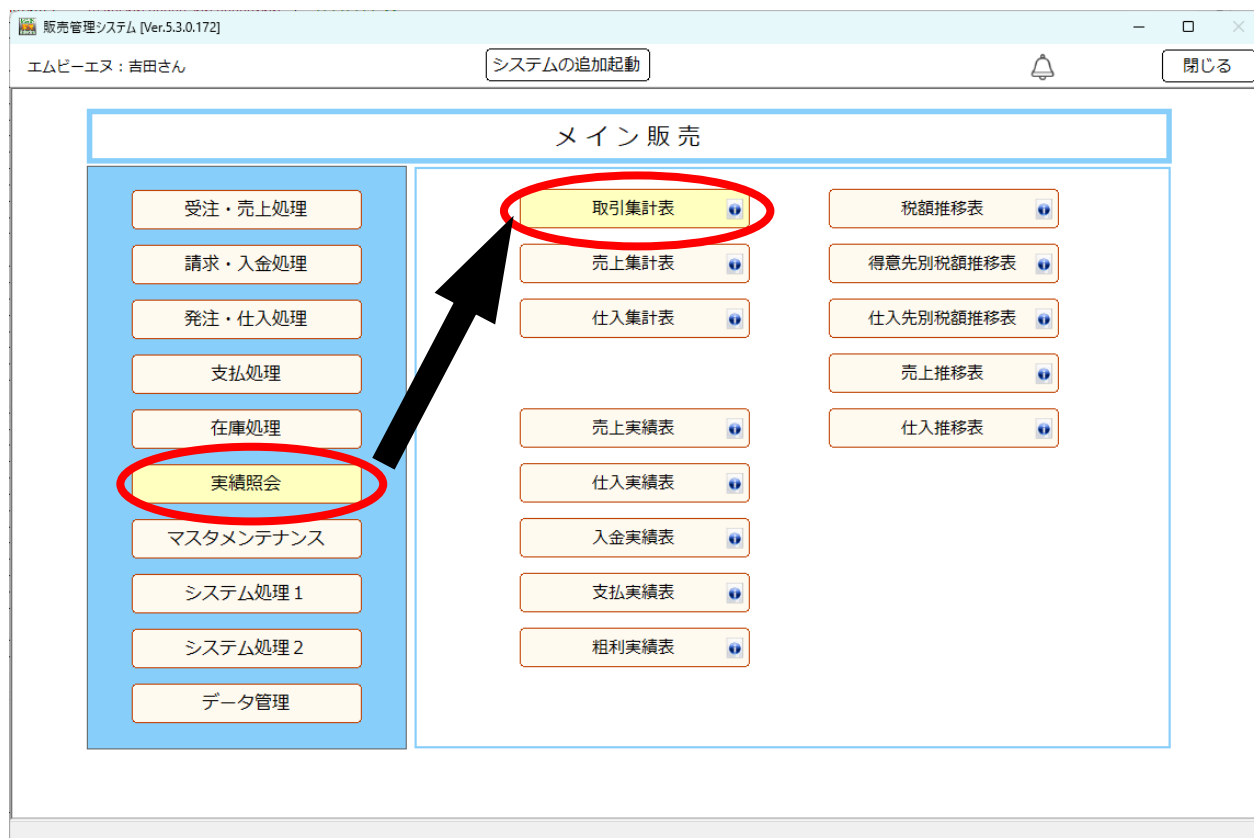 販売管理システム [Ver.5.3.0.172]
エムビーエヌ：吉田さん
システムの追加起動
閉じる
メイン販売
受注・売上処理
請求・入金処理
発注・仕入処理
支払処理
在庫処理
実績照会
マスタメンテナンス
システム処理１
システム処理２
データ管理
取引集計表
売上集計表
仕入集計表
売上実績表
仕入実績表
入金実績表
支払実績表
粗利実績表
税額推移表
得意先別税額推移表
仕入先別税額推移表
売上推移表
仕入推移表